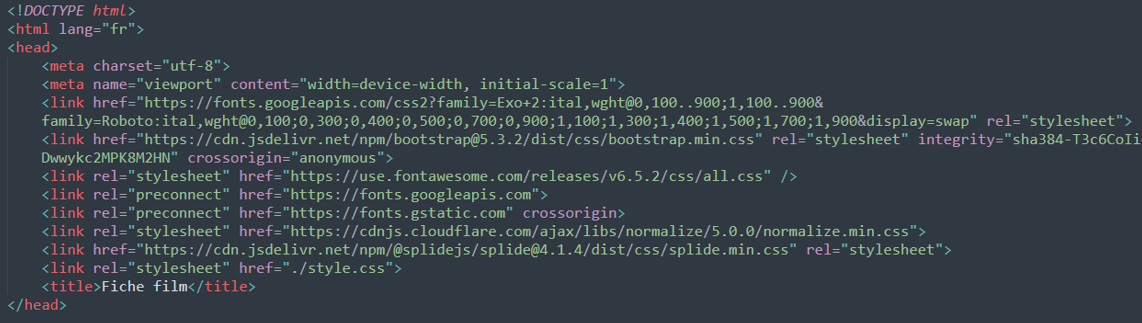 <!DOCTYPE html>
<html lang="fr">
<head>
<meta charset="utf-8">
<meta name="viewport" content="width=device-width, initial-scale=1">
<link href="https://fonts.googleapis.com/css2?family=Exo+2:ital,wght@0,100..900;1,100..900&
family=Roboto:ital,wght@0,100;0,300;0,400;0,500;0,700;0,900;1,100;1,300;1,400;1,500;1,700;1,900&display=swap" rel="stylesheet">
<link href="https://cdn.jsdelivr.net/npm/bootstrap@5.3.2/dist/css/bootstrap.min.css" rel="stylesheet" integrity="sha384-T3c6CoIi
Dwwykc2MPK8M2HN" crossorigin="anonymous">
<link rel="stylesheet" href="https://use.fontawesome.com/releases/v6.5.2/css/all.css" />
<link rel="preconnect" href="https://fonts.googleapis.com">
<link rel="preconnect" href="https://fonts.gstatic.com" crossorigin>
<link rel="stylesheet" href="https://cdnjs.cloudflare.com/ajax/libs/normalize/5.0.0/normalize.min.css">
<link href="https://cdn.jsdelivr.net/npm/@splidejs/splide@4.1.4/dist/css/splide.min.css" rel="stylesheet">
<link rel="stylesheet" href="./style.css">
<title>Fiche film</title>
</head>